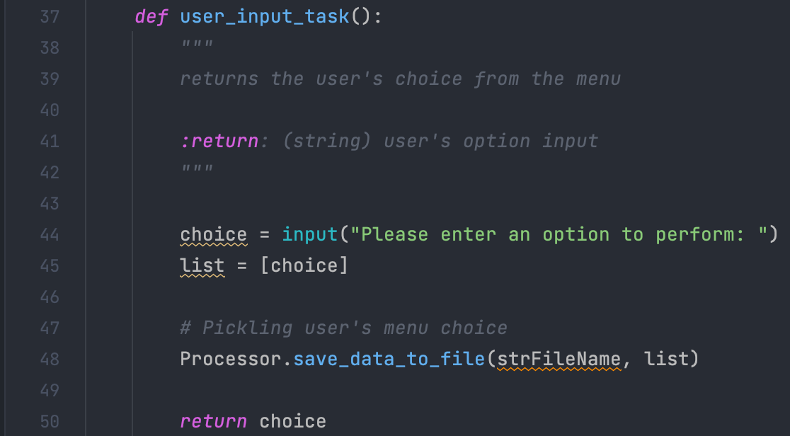 37 def user_input_task():
38 """
39 returns the user's choice from the menu
40
41 :return: (string) user's option input
42 """
43
44 choice = input("Please enter an option to perform: ")
45 list = [choice]
46
47 # Pickling user's menu choice
48 Processor.save_data_to_file(strFileName, list)
49
50 return choice